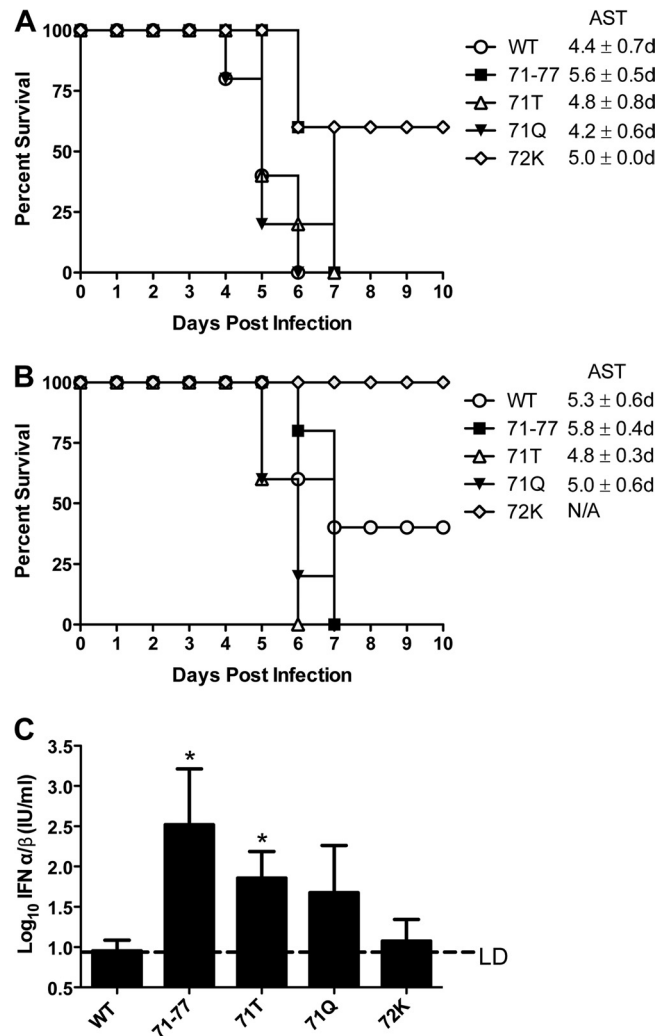 A
AST
WT 4.4 ± 0.7d
71-77 5.6 ± 0.5d
71T 4.8 ± 0.8d
71Q 4.2 ± 0.6d
72K 5.0 ± 0.0d
Percent Survival
100
75
50
25
0
0 1 2 3 4 5 6 7 8 9 10
Days Post Infection
B
AST
WT 5.3 ± 0.6d
71-77 5.8 ± 0.4d
71T 4.8 ± 0.3d
71Q 5.0 ± 0.6d
72K N/A
Percent Survival
100
75
50
25
0
0 1 2 3 4 5 6 7 8 9 10
Days Post Infection
C
Log10 IFN α/β (IU/ml)
3.5
3.0
2.5
2.0
1.5
1.0
0.5
* *
LD
WT 71-77 71T 71Q 72K